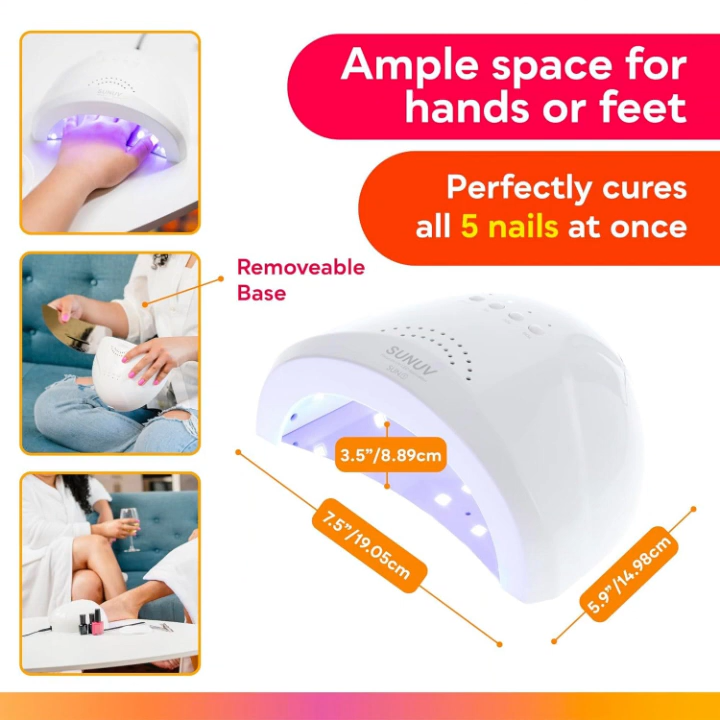 Ample space for
hands or feet
Perfectly cures
all 5 nails at once
Removeable
Base
SUNUV
SUNUV
3.5”/8.89cm
7.5”/19.05cm
5.9”/14.98cm